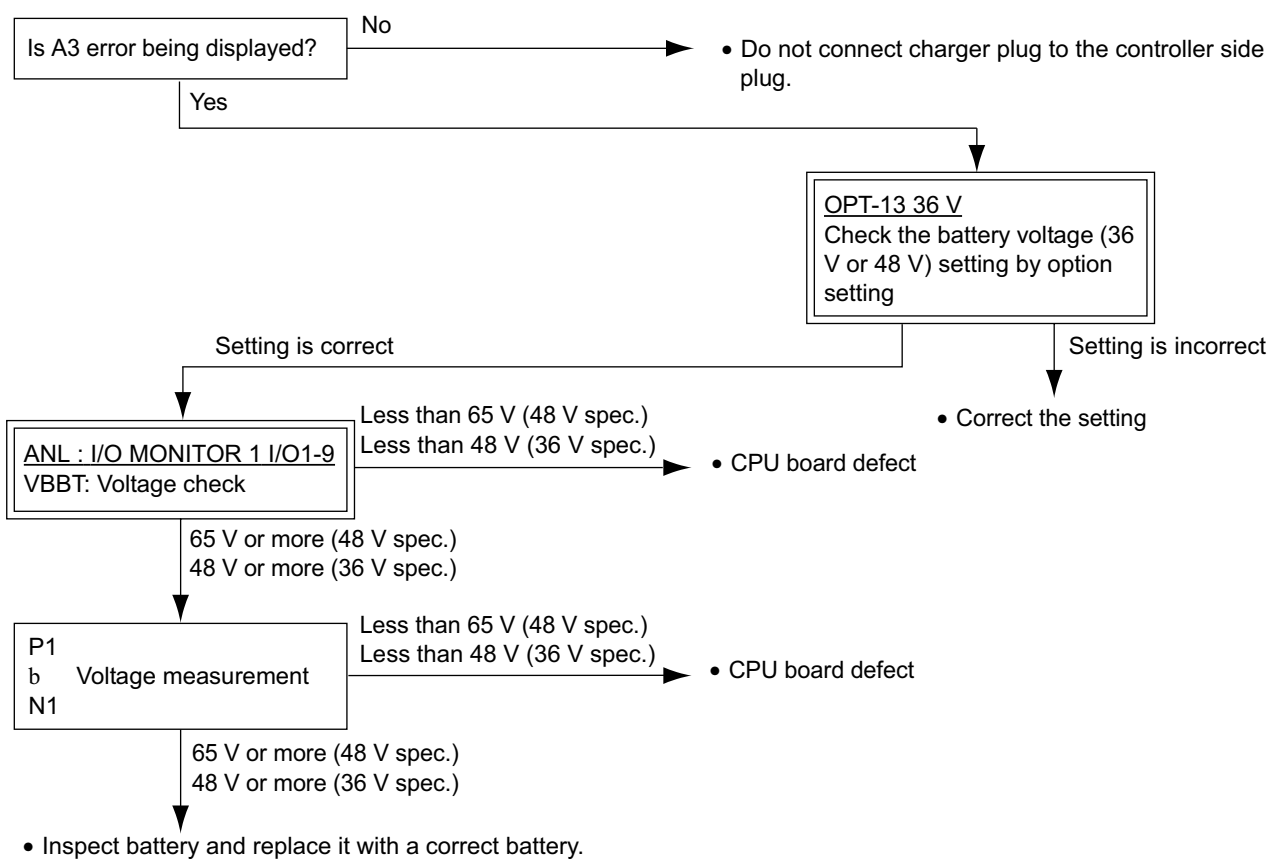 Is A3 error being displayed?
No
• Do not connect charger plug to the controller side
plug.
Yes
OPT-13 36 V
Check the battery voltage (36
V or 48 V) setting by option
setting
Setting is correct
Setting is incorrect
• Correct the setting
ANL : I/O MONITOR 1 I/O1-9
VBBT: Voltage check
Less than 65 V (48 V spec.)
Less than 48 V (36 V spec.)
• CPU board defect
65 V or more (48 V spec.)
48 V or more (36 V spec.)
P1
b Voltage measurement
N1
Less than 65 V (48 V spec.)
Less than 48 V (36 V spec.)
• CPU board defect
65 V or more (48 V spec.)
48 V or more (36 V spec.)
• Inspect battery and replace it with a correct battery.